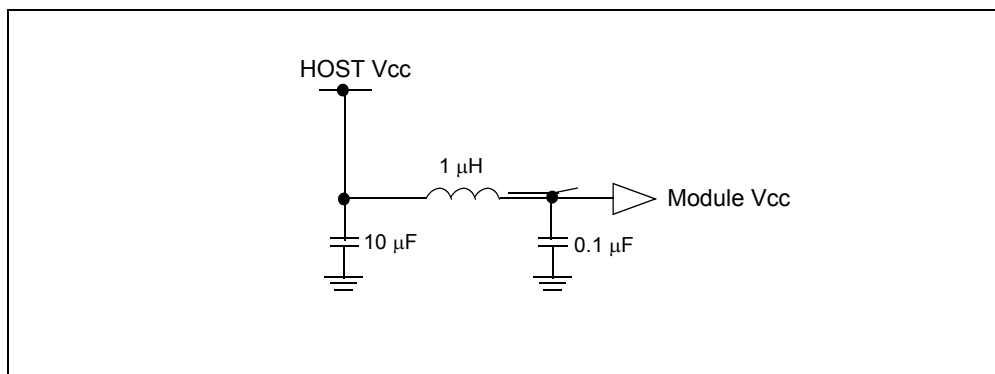 HOST Vcc
1 μH
Module Vcc
10 μF
0.1 μF